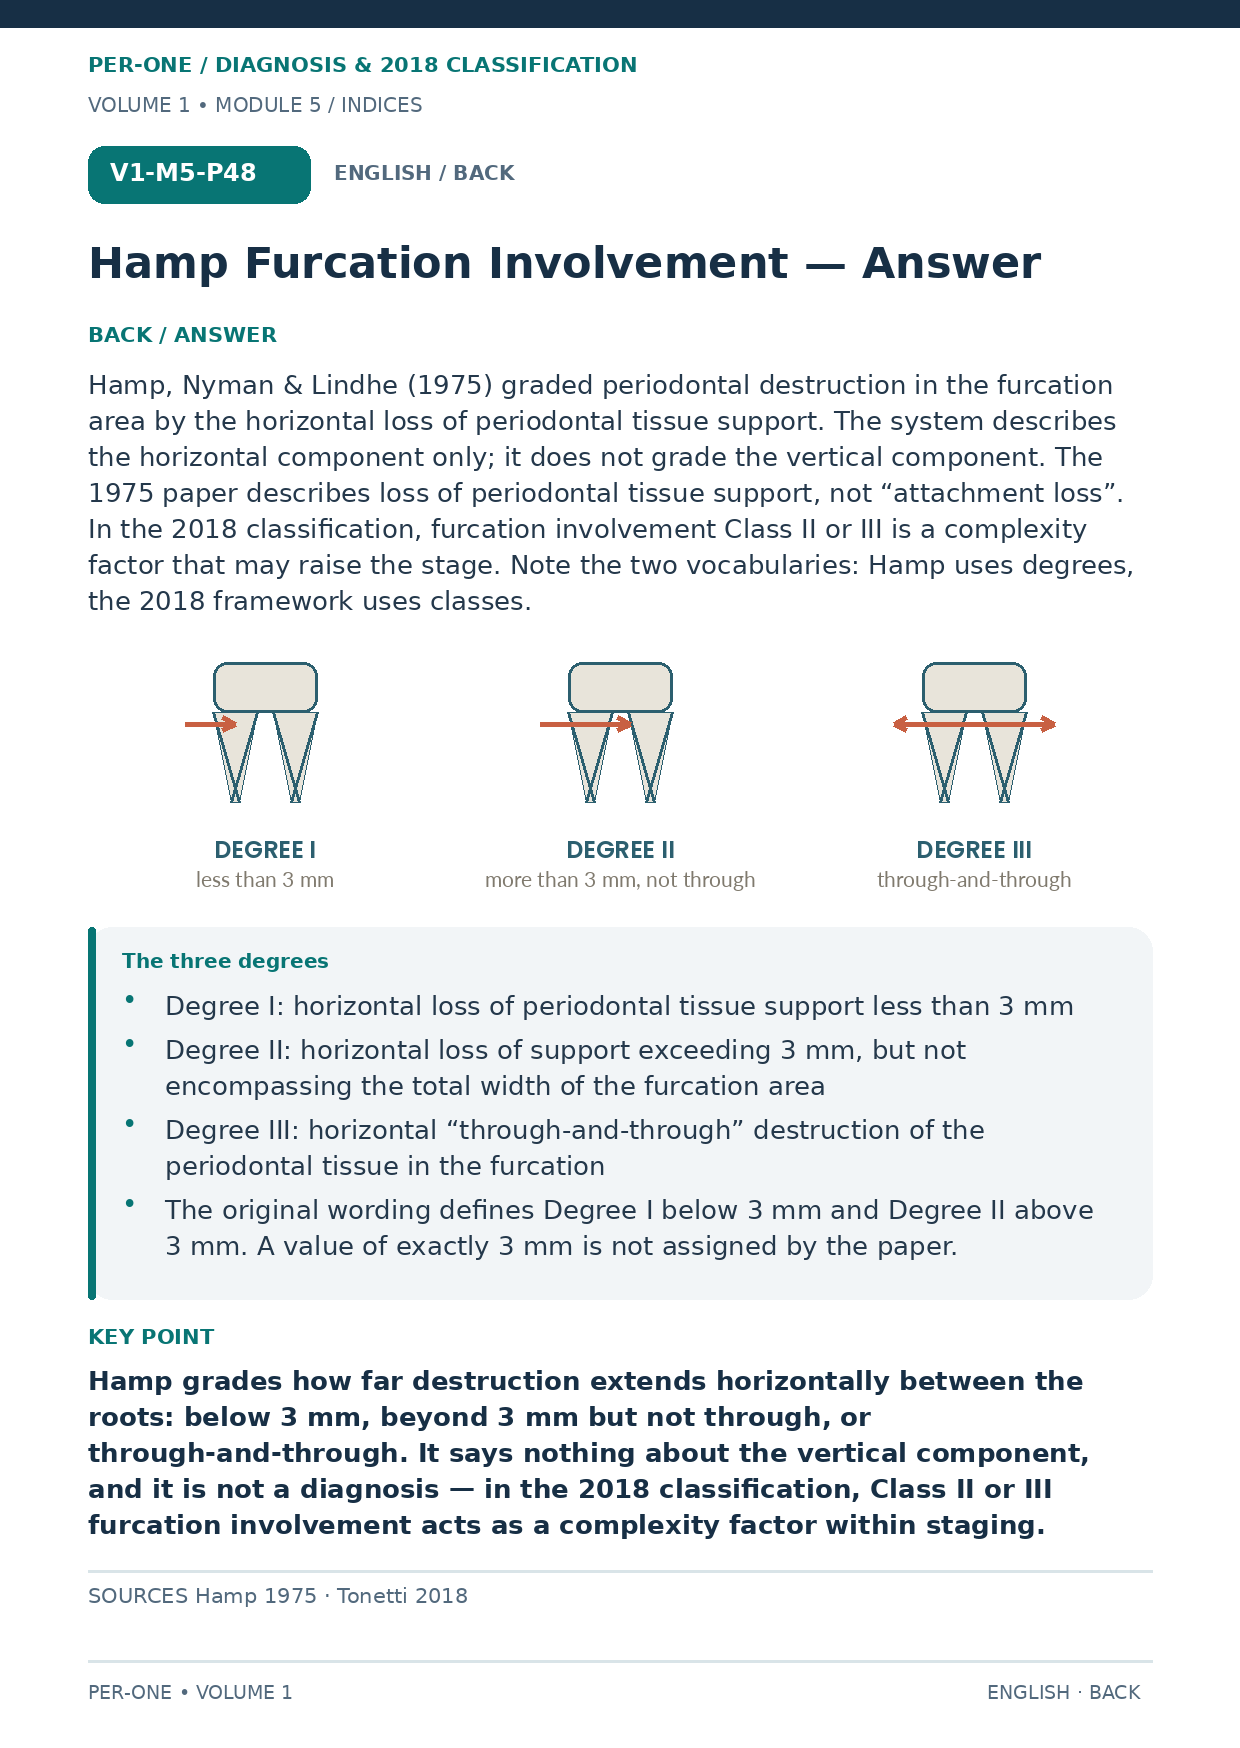 PER-ONE / DIAGNOSIS & 2018 CLASSIFICATION
VOLUME 1 • MODULE 5 / INDICES
V1-M5-P48
ENGLISH / BACK
Hamp Furcation Involvement — Answer
BACK / ANSWER
Hamp, Nyman & Lindhe (1975) graded periodontal destruction in the furcation
area by the horizontal loss of periodontal tissue support. The system describes
the horizontal component only; it does not grade the vertical component. The
1975 paper describes loss of periodontal tissue support, not “attachment loss”.
In the 2018 classification, furcation involvement Class II or III is a complexity
factor that may raise the stage. Note the two vocabularies: Hamp uses degrees,
the 2018 framework uses classes.
DEGREE I
less than 3 mm
DEGREE II
more than 3 mm, not through
DEGREE III
through-and-through
The three degrees
• Degree I: horizontal loss of periodontal tissue support less than 3 mm
• Degree II: horizontal loss of support exceeding 3 mm, but not
encompassing the total width of the furcation area
• Degree III: horizontal “through-and-through” destruction of the
periodontal tissue in the furcation
• The original wording defines Degree I below 3 mm and Degree II above
3 mm. A value of exactly 3 mm is not assigned by the paper.
KEY POINT
Hamp grades how far destruction extends horizontally between the
roots: below 3 mm, beyond 3 mm but not through, or
through-and-through. It says nothing about the vertical component,
and it is not a diagnosis — in the 2018 classification, Class II or III
furcation involvement acts as a complexity factor within staging.
SOURCES Hamp 1975 · Tonetti 2018
PER-ONE • VOLUME 1
ENGLISH · BACK